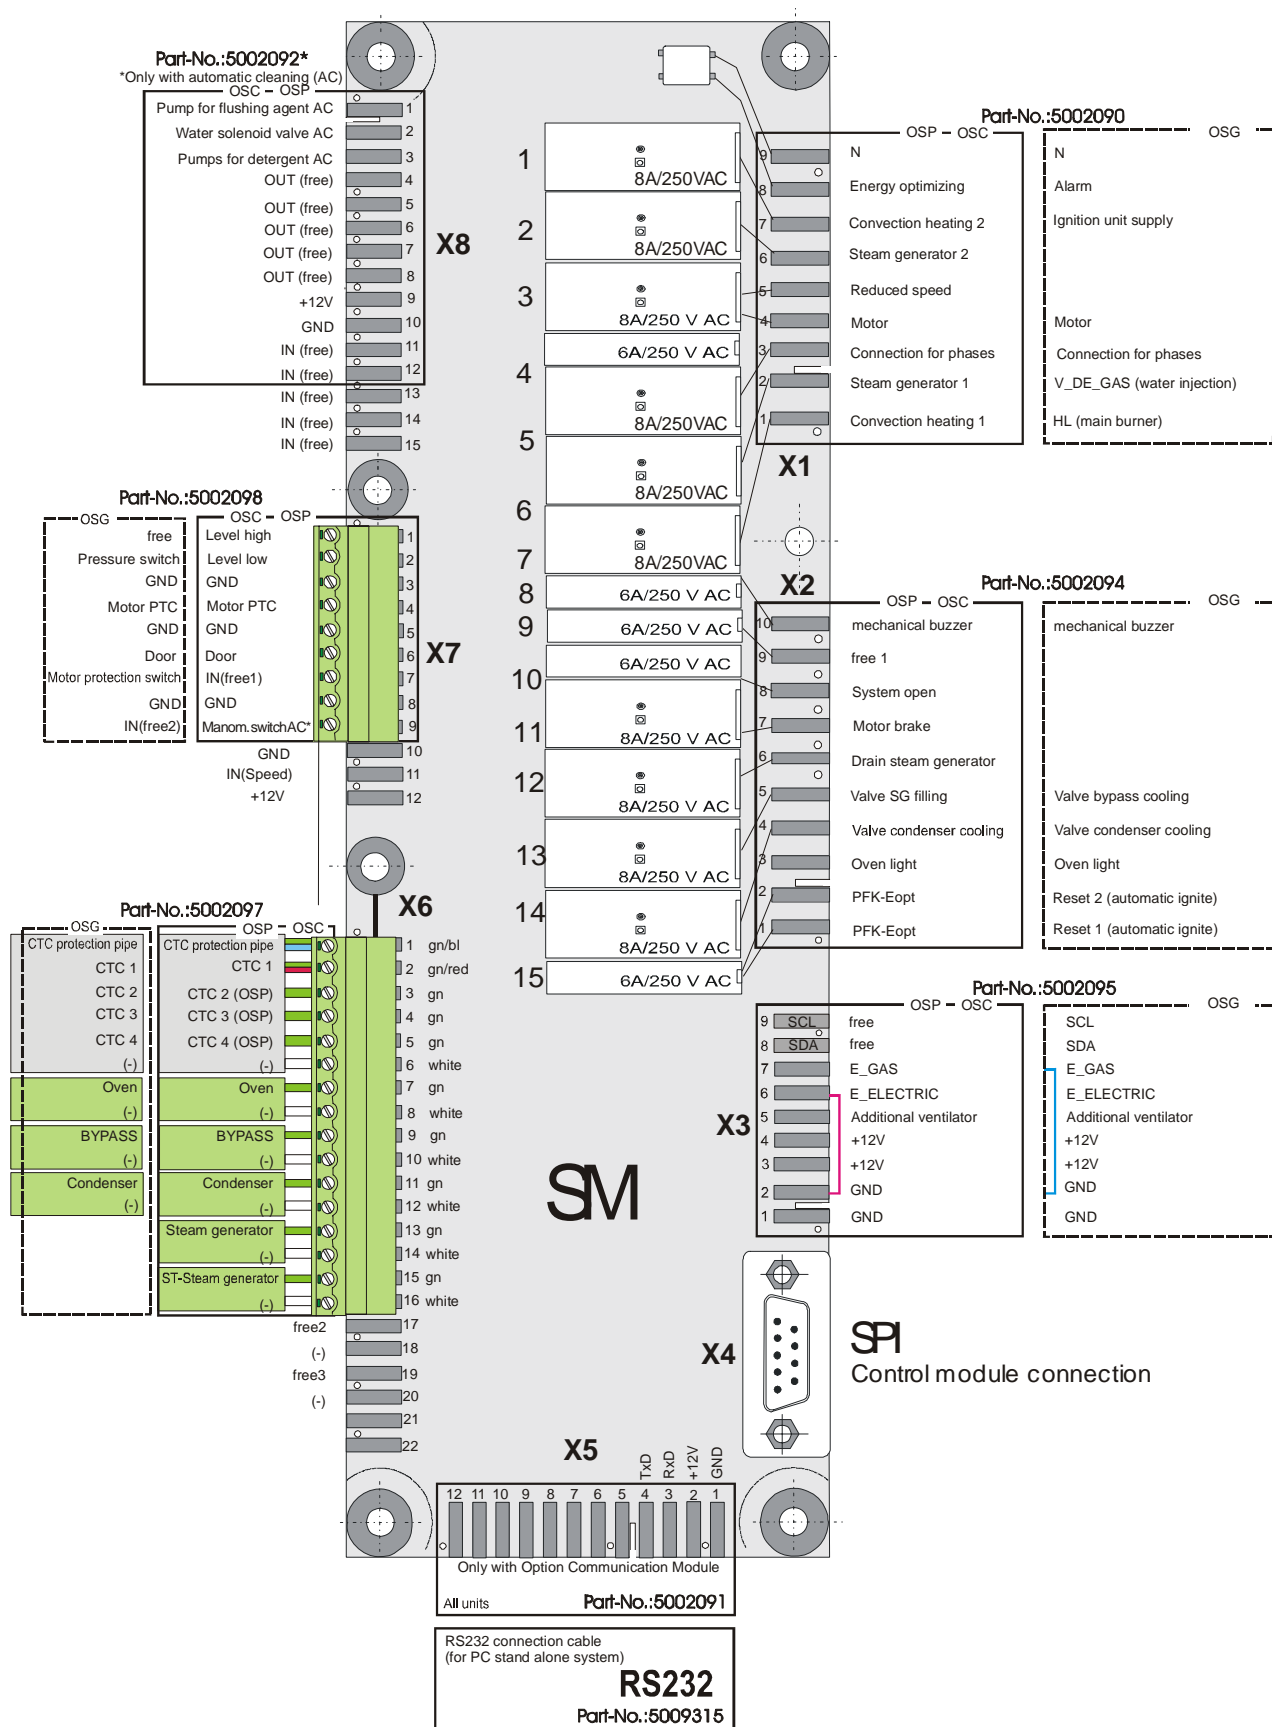 Part-No.:5002092*
*Only with automatic cleaning (AC)
OSC OSP
Pump for flushing agent AC 1
Water solenoid valve AC 2
Pumps for detergent AC 3
OUT (free) 4
OUT (free) 5
OUT (free) 6
OUT (free) 7
OUT (free) 8
+12V 9
GND 10
IN (free) 11
IN (free) 12
IN (free) 13
IN (free) 14
IN (free) 15
X8
Part-No.:5002098
OSG OSC OSP
free Level high 1
Pressure switch Level low 2
GND GND 3
Motor PTC Motor PTC 4
GND GND 5
Door Door 6
Motor protection switch IN(free1) 7
GND GND 8
IN(free2) Manom.switchAC* 9
GND 10
IN(Speed) 11
+12V 12
X7
Part-No.:5002097
X6
OSG OSP OSC
CTC protection pipe CTC protection pipe 1 gn/bl
CTC 1 CTC 1 2 gn/red
CTC 2 CTC 2 (OSP) 3 gn
CTC 3 CTC 3 (OSP) 4 gn
CTC 4 CTC 4 (OSP) 5 gn
(-) (-) 6 white
Oven Oven 7 gn
(-) (-) 8 white
BYPASS BYPASS 9 gn
(-) (-) 10 white
Condenser Condenser 11 gn
(-) (-) 12 white
Steam generator 13 gn
(-) 14 white
ST-Steam generator 15 gn
(-) 16 white
free2 17
(-) 18
free3 19
(-) 20
21
22
1 8A/250VAC
2 8A/250VAC
3 8A/250 V AC
6A/250 V AC
4 8A/250VAC
5 8A/250VAC
6
7 8A/250VAC
8 6A/250 V AC
9 6A/250 V AC
6A/250 V AC
10
11 8A/250 V AC
12 8A/250 V AC
13 8A/250 V AC
14 8A/250 V AC
15 6A/250 V AC
SM
Part-No.:5002090
OSP OSC OSG
9 N N
8 Energy optimizing Alarm
7 Convection heating 2 Ignition unit supply
6 Steam generator 2
5 Reduced speed
4 Motor Motor
3 Connection for phases Connection for phases
2 Steam generator 1 V_DE_GAS (water injection)
1 Convection heating 1 HL (main burner)
X1
X2
Part-No.:5002094
OSP OSC OSG
10 mechanical buzzer mechanical buzzer
9 free 1
8 System open
7 Motor brake
6 Drain steam generator
5 Valve SG filling Valve bypass cooling
4 Valve condenser cooling Valve condenser cooling
3 Oven light Oven light
2 PFK-Eopt Reset 2 (automatic ignite)
1 PFK-Eopt Reset 1 (automatic ignite)
Part-No.:5002095
OSP OSC OSG
9 SCL free SCL
8 SDA free SDA
7 E_GAS E_GAS
6 E_ELECTRIC E_ELECTRIC
5 Additional ventilator Additional ventilator
4 +12V +12V
3 +12V +12V
2 GND GND
1 GND GND
X3
X4
SPI
Control module connection
X5
TxD RxD +12V GND
12 11 10 9 8 7 6 5 4 3 2 1
Only with Option Communication Module
All units Part-No.:5002091
RS232 connection cable
(for PC stand alone system)
RS232
Part-No.:5009315